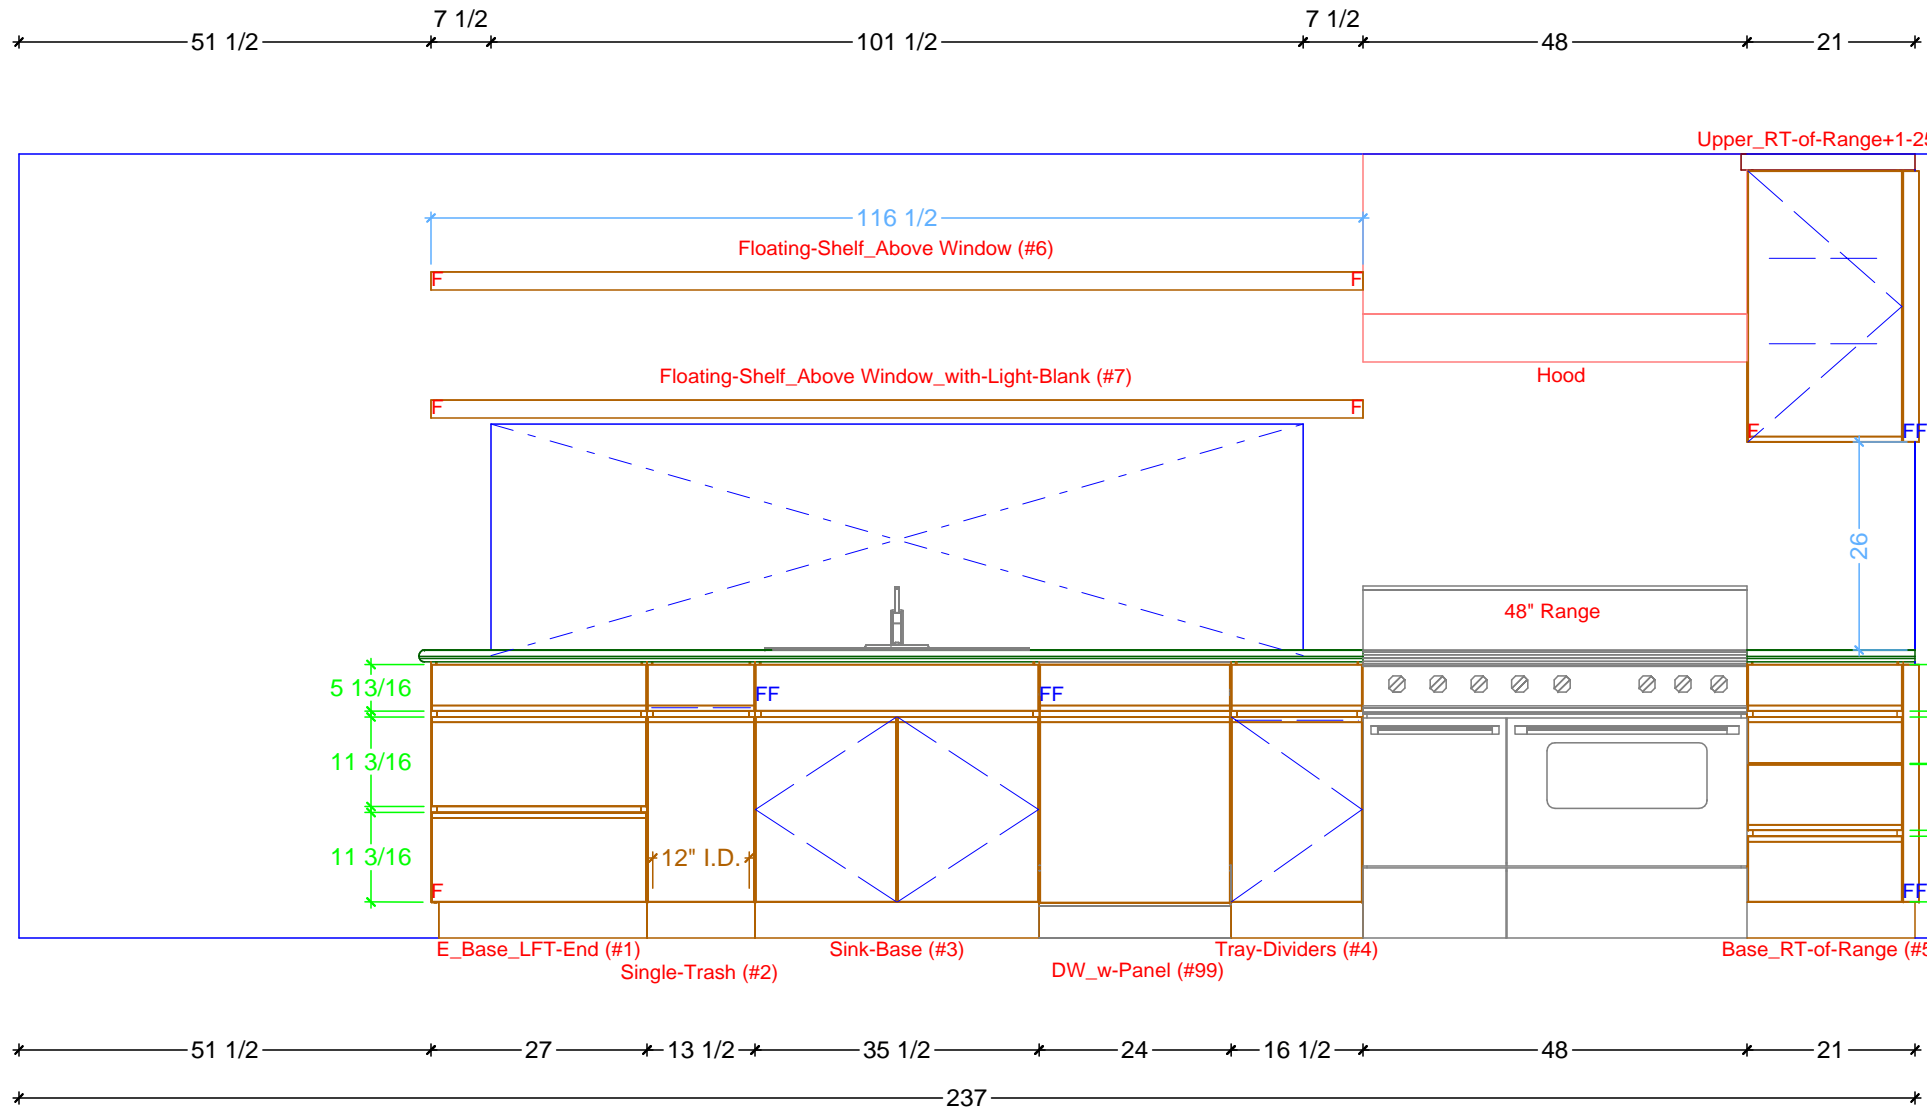 7 1/2 7 1/2
51 1/2 101 1/2 48 21
Upper_RT-of-Range+1-25
116 1/2
Floating-Shelf_Above Window (#6)
F F
Floating-Shelf_Above Window_with-Light-Blank (#7)
Hood
F F
F FF
26
48" Range
5 13/16
FF FF
11 3/16
11 3/16
12" I.D.
F FF
E_Base_LFT-End (#1) Sink-Base (#3) Tray-Dividers (#4) Base_RT-of-Range (#5
Single-Trash (#2) DW_w-Panel (#99)
51 1/2 27 13 1/2 35 1/2 24 16 1/2 48 21
237